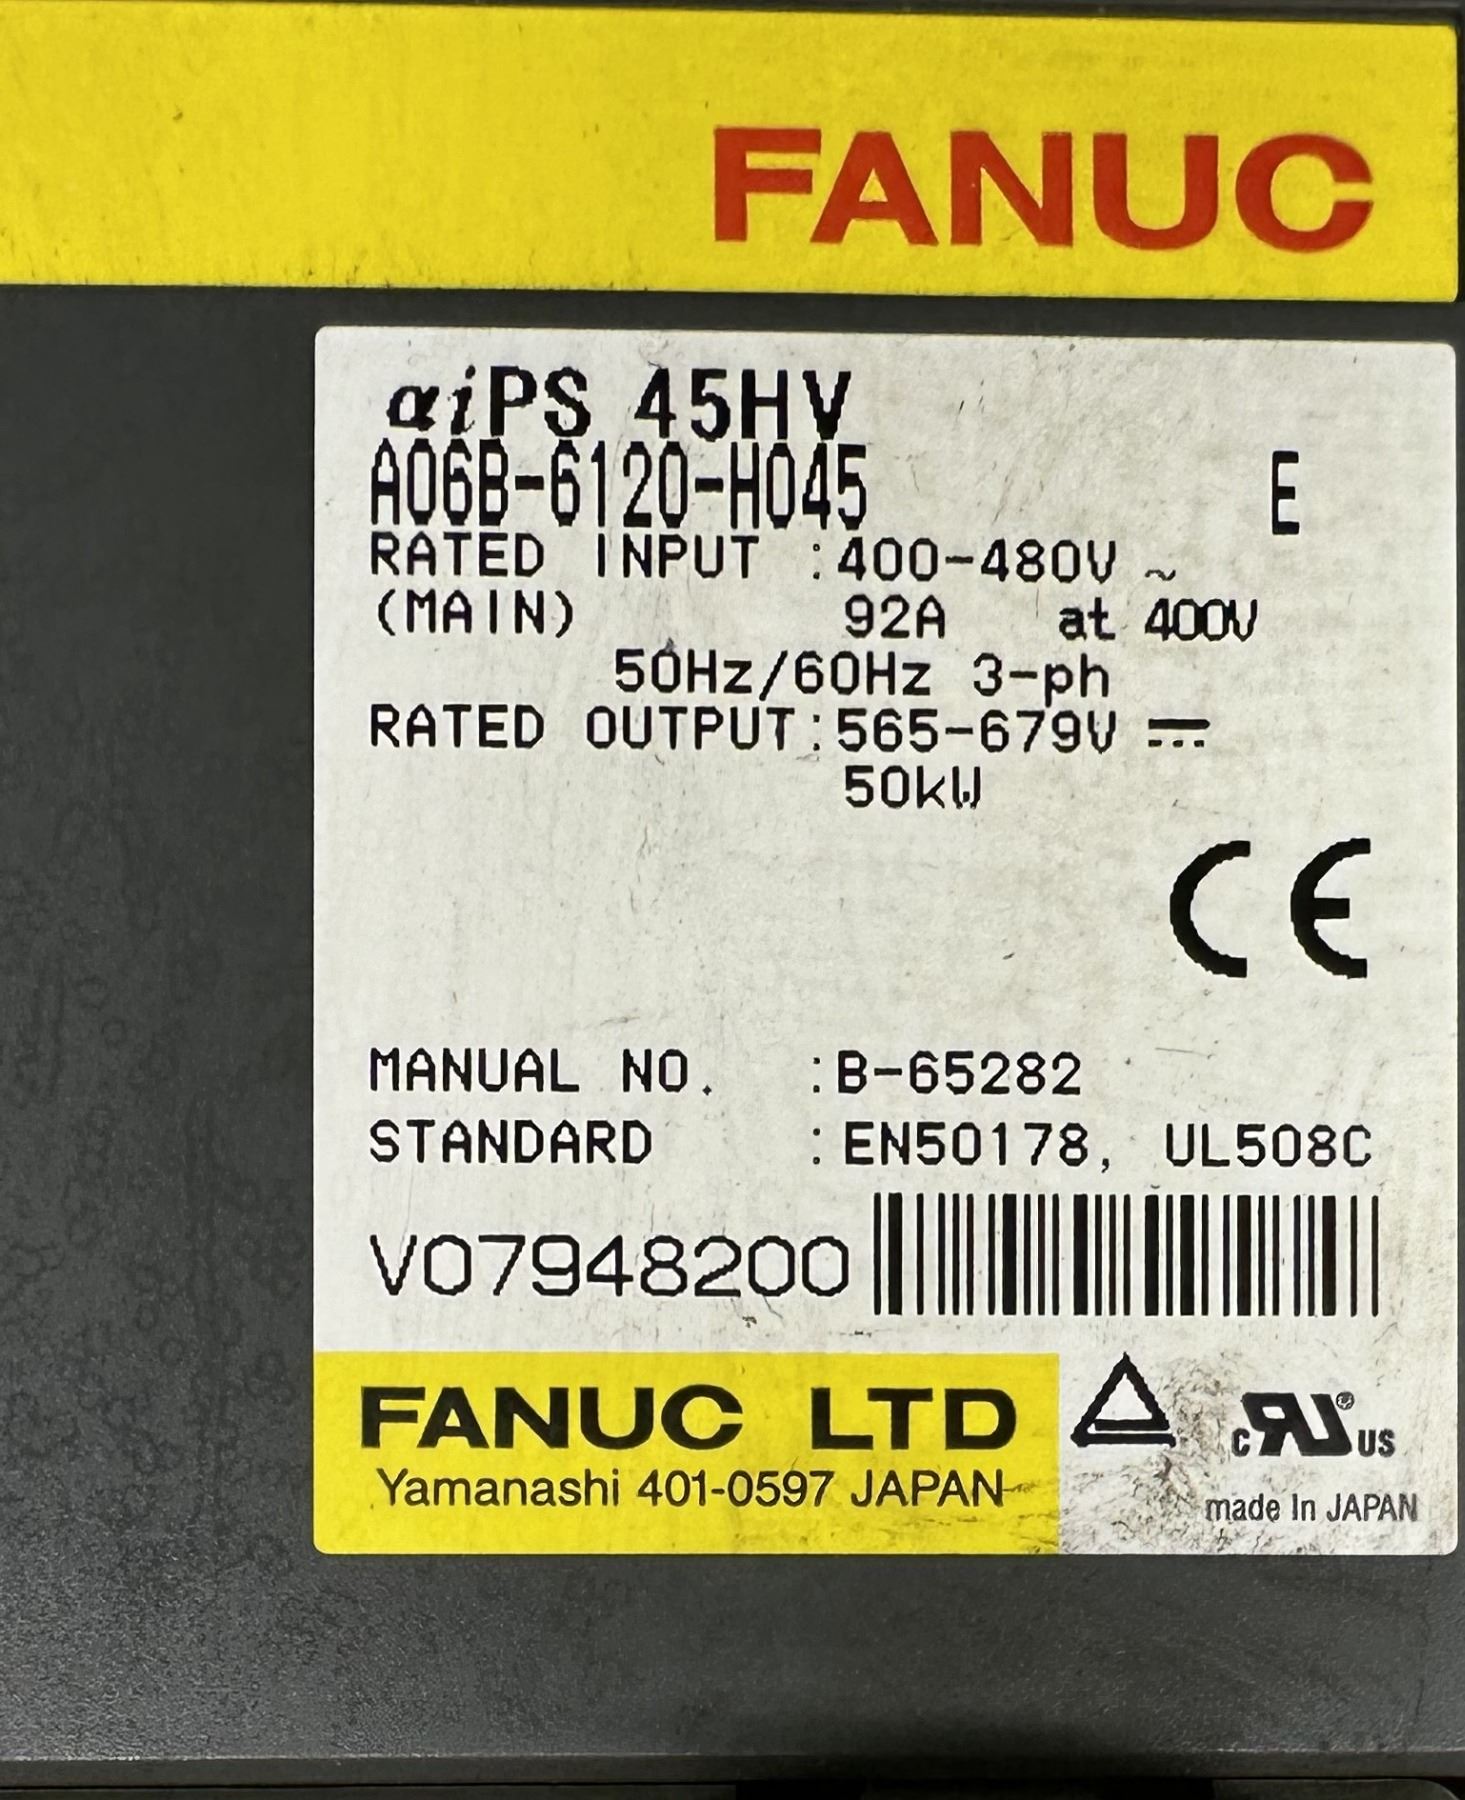 FANUC
αiPS 45HV
A06B-6120-H045 E
RATED INPUT :400-480V ~
(MAIN) 92A at 400V
50Hz/60Hz 3-ph
RATED OUTPUT:565-679V ⎓
50kW
CE
MANUAL NO. :B-65282
STANDARD :EN50178, UL508C
V07948200
FANUC LTD
Yamanashi 401-0597 JAPAN
c RU ® US
made In JAPAN